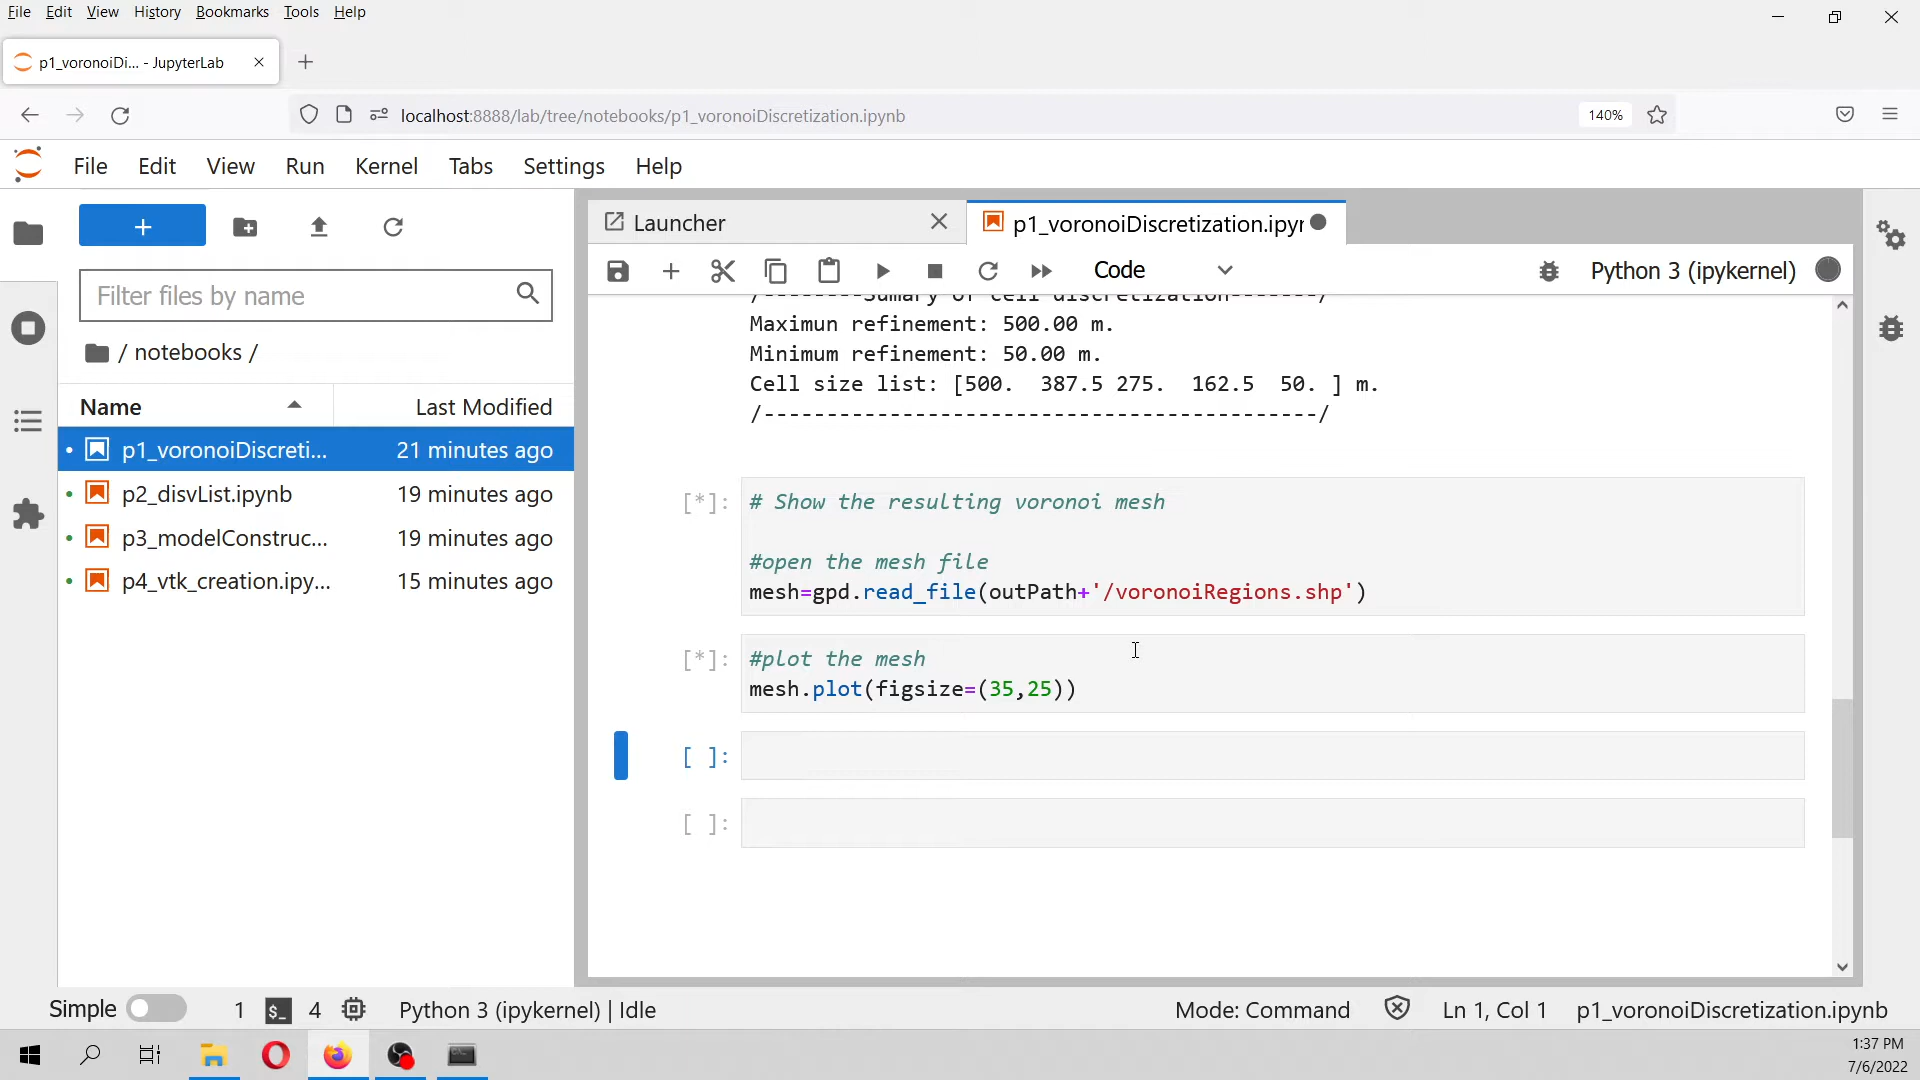 File Edit View History Bookmarks Tools Help
p1_voronoiDi... - JupyterLab
localhost:8888/lab/tree/notebooks/p1_voronoiDiscretization.ipynb
140%
File Edit View Run Kernel Tabs Settings Help
Launcher
p1_voronoiDiscretization.ipyn
Code
Python 3 (ipykernel)
Filter files by name
/ notebooks /
Name
Last Modified
p1_voronoiDiscreti... 21 minutes ago
p2_disvList.ipynb 19 minutes ago
p3_modelConstruc... 19 minutes ago
p4_vtk_creation.ipy... 15 minutes ago
/--------Sumary of cell discretization-------/
Maximun refinement: 500.00 m.
Minimum refinement: 50.00 m.
Cell size list: [500.  387.5 275.  162.5  50. ] m.
/--------------------------------------------/
[*]: # Show the resulting voronoi mesh
#open the mesh file
mesh=gpd.read_file(outPath+'/voronoiRegions.shp')
[*]: #plot the mesh
mesh.plot(figsize=(35,25))
[ ]:
[ ]:
Simple 1 $_ 4 Python 3 (ipykernel) | Idle
Mode: Command Ln 1, Col 1 p1_voronoiDiscretization.ipynb
1:37 PM
7/6/2022